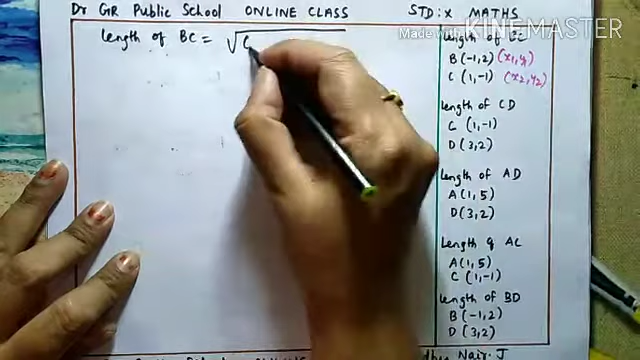 Dr GR Public School ONLINE CLASS STD: X MATHS
Made with KINEMASTER
Length of BC = √(
Length of BC
B (-1, 2) (x1, y1)
C (1, -1) (x2, y2)
Length of CD
C (1, -1)
D (3, 2)
Length of AD
A (1, 5)
D (3, 2)
Length of AC
A (1, 5)
C (1, -1)
Length of BD
B (-1, 2)
D (3, 2)
Nair. J